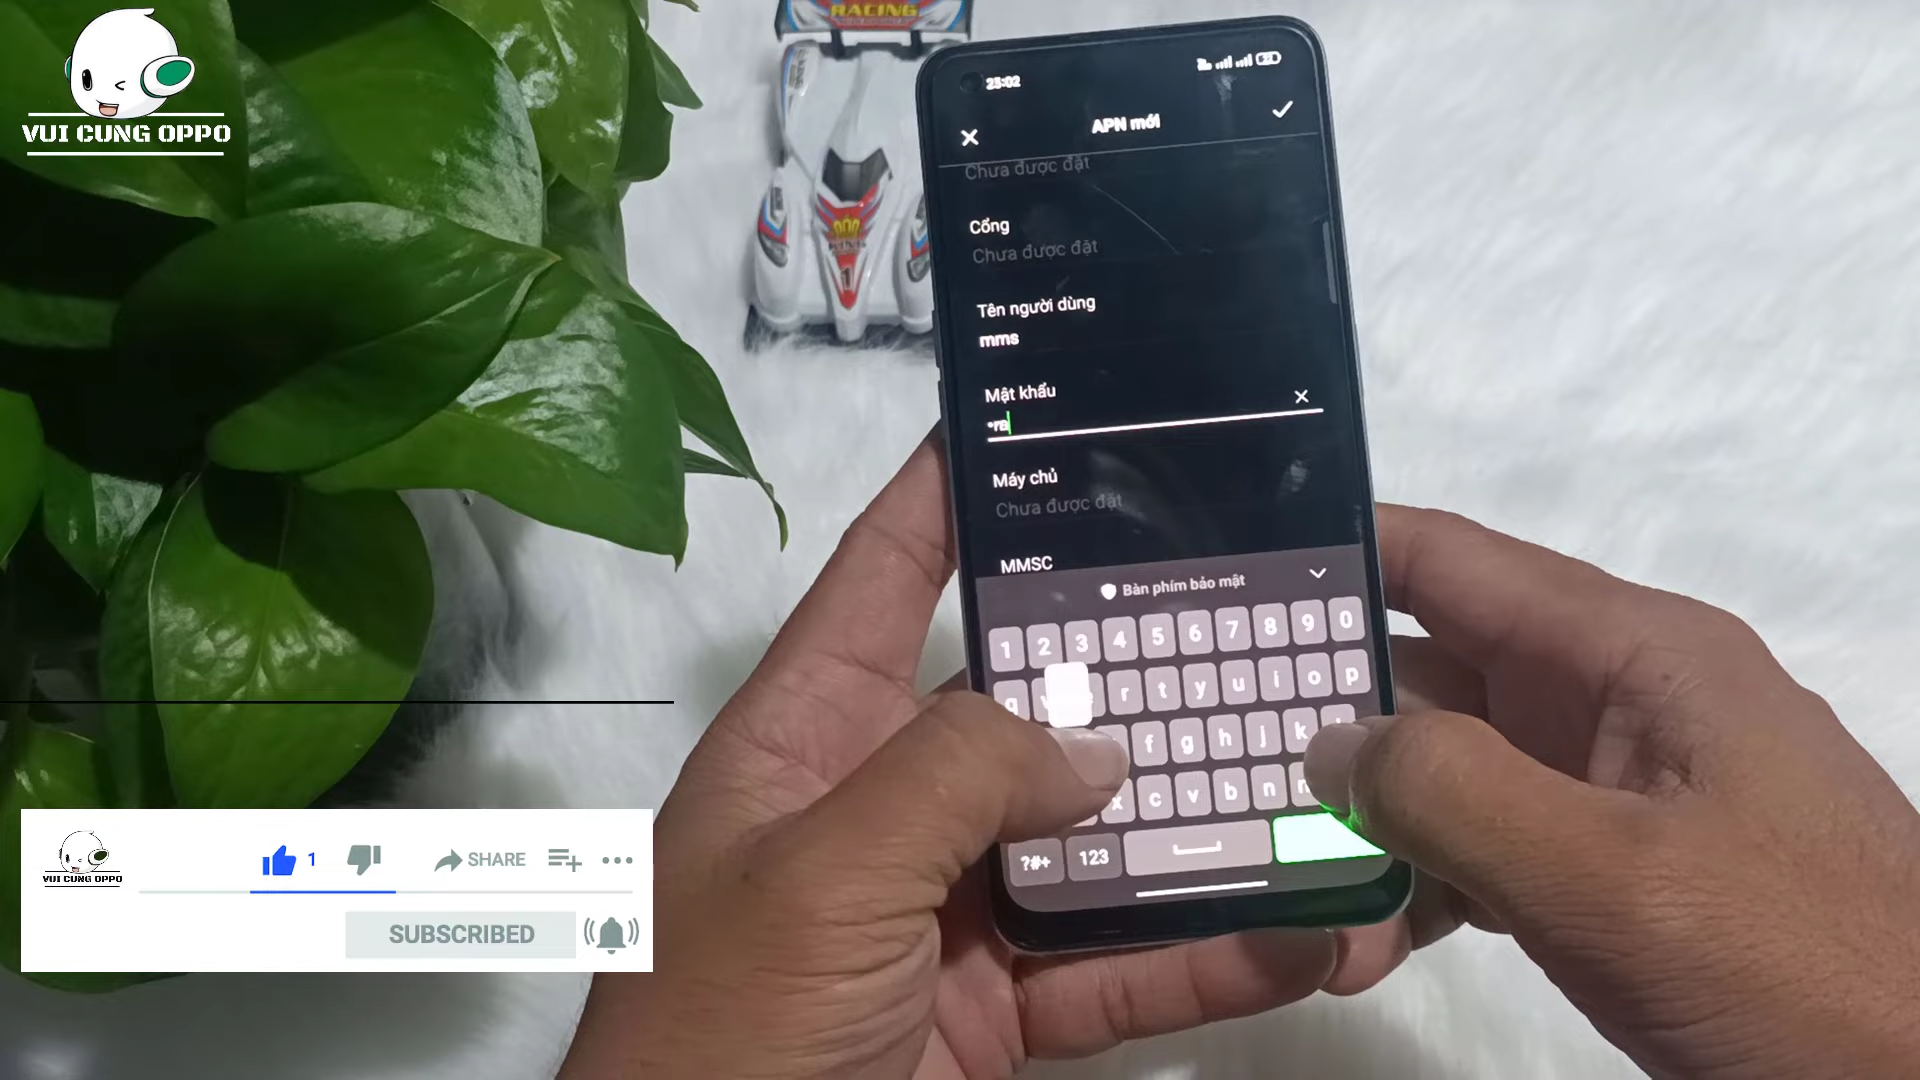 VUI CUNG OPPO
RACING
23:02
APN mới
Chưa được đặt
Cổng
Chưa được đặt
Tên người dùng
mms
Mật khẩu
Máy chủ
Chưa được đặt
MMSC
Bàn phím bảo mật
1 2 3 4 5 6 7 8 9 0
q r t y u i o p
f g h j k
x c v b n
?#+ 123
1
VUI CUNG OPPO
1 SHARE
SUBSCRIBED